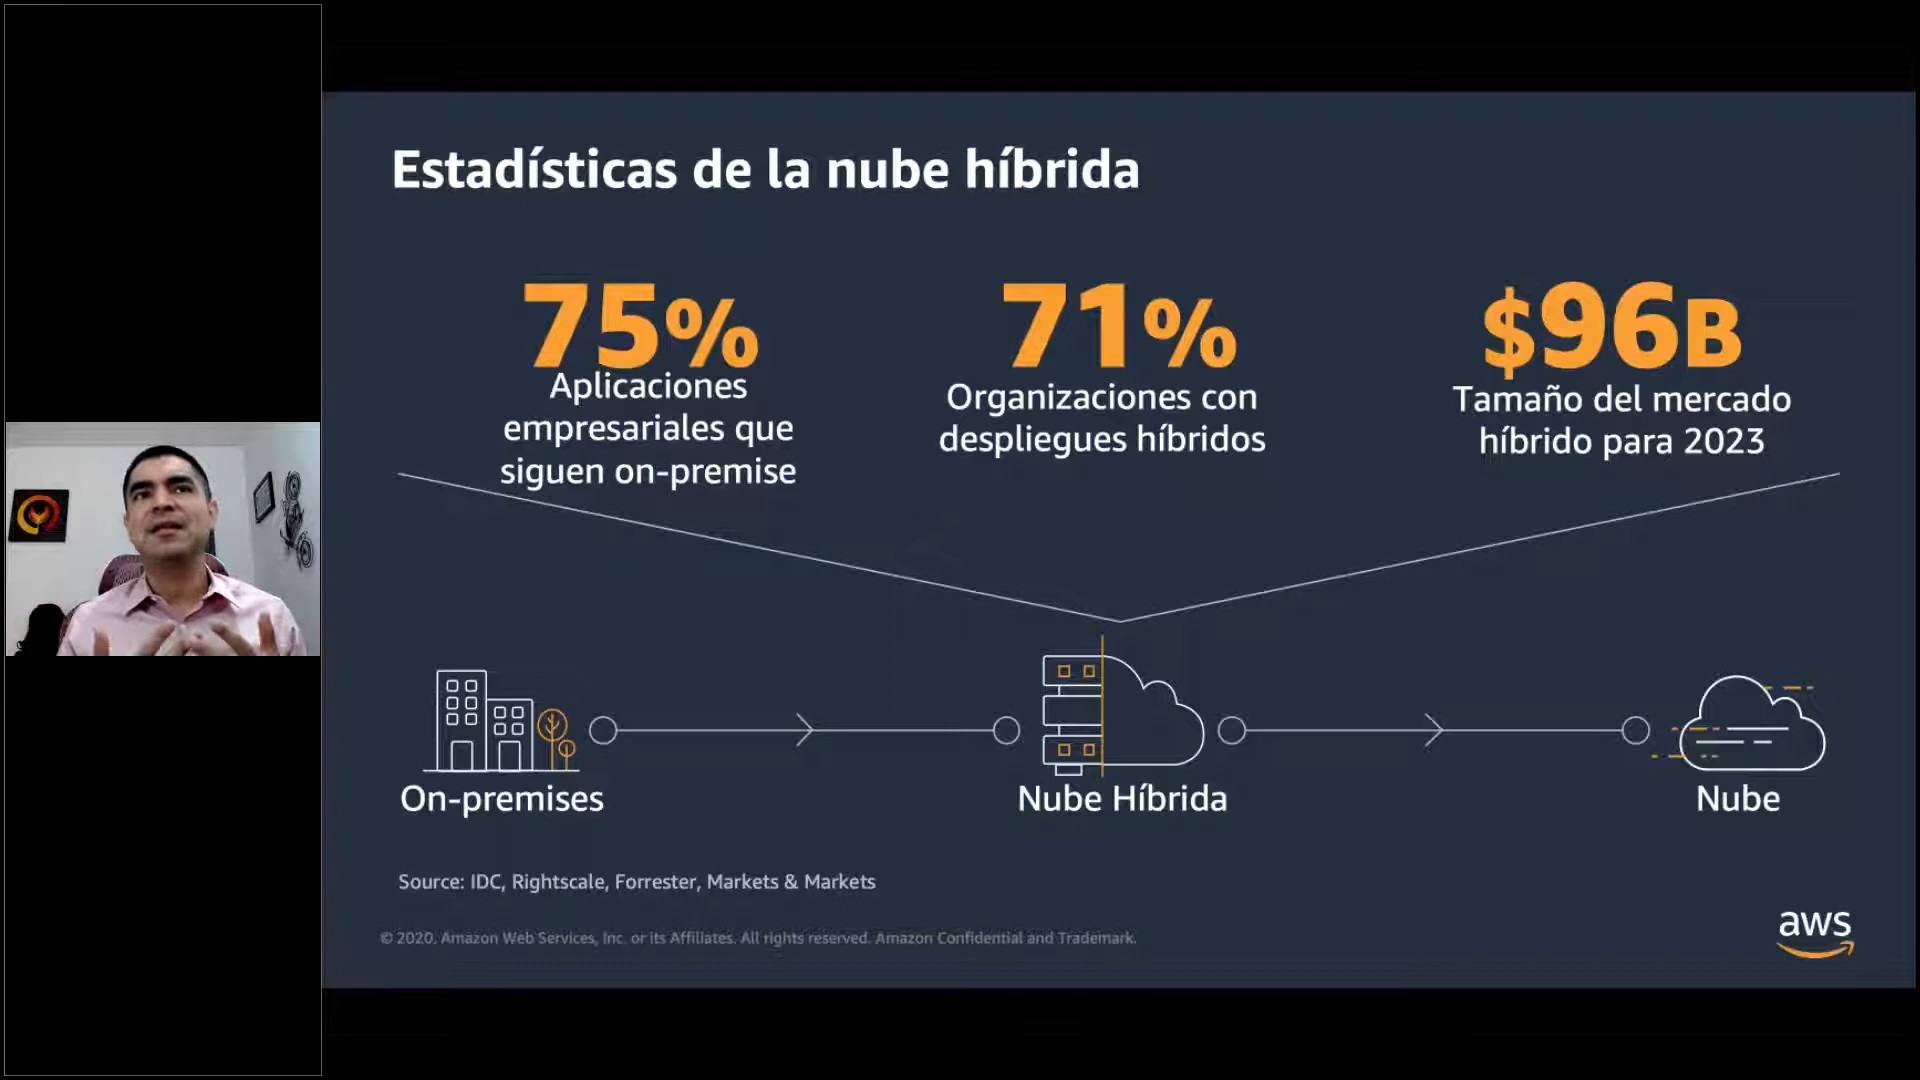 Estadísticas de la nube híbrida
75%
Aplicaciones
empresariales que
siguen on-premise
71%
Organizaciones con
despliegues híbridos
$96B
Tamaño del mercado
híbrido para 2023
On-premises
Nube Híbrida
Nube
Source: IDC, Rightscale, Forrester, Markets & Markets
© 2020, Amazon Web Services, Inc. or its Affiliates. All rights reserved. Amazon Confidential and Trademark.
aws